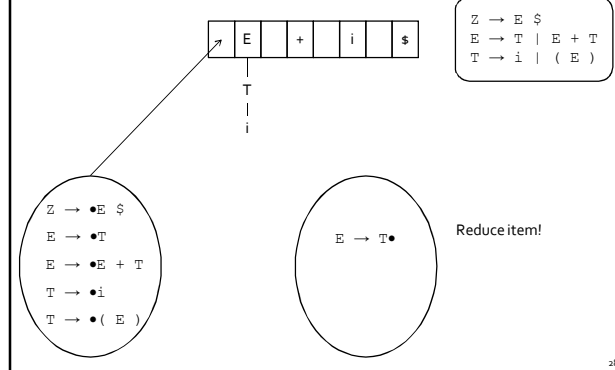 E + i $
T
i
Z → E $
E → T | E + T
T → i | ( E )
Z → •E $
E → •T
E → •E + T
T → •i
T → •( E )
E → T•
Reduce item!